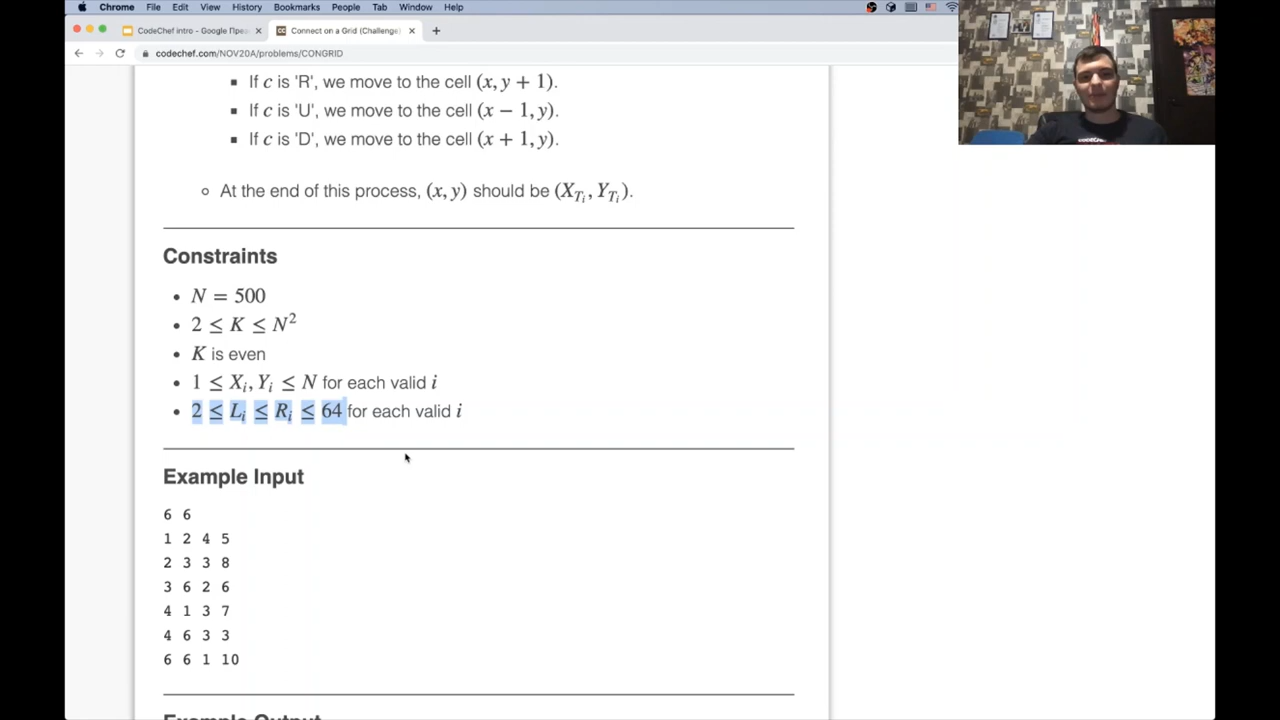 Chrome File Edit View History Bookmarks People Tab Window Help
CodeChef intro - Google Пре
Connect on a Grid (Challenge)
codechef.com/NOV20A/problems/CONGRID
▪ If c is 'R', we move to the cell (x, y + 1).
▪ If c is 'U', we move to the cell (x − 1, y).
▪ If c is 'D', we move to the cell (x + 1, y).
◦ At the end of this process, (x, y) should be (X_{T_i}, Y_{T_i}).
Constraints
• N = 500
• 2 ≤ K ≤ N²
• K is even
• 1 ≤ X_i, Y_i ≤ N for each valid i
• 2 ≤ L_i ≤ R_i ≤ 64 for each valid i
Example Input
6 6
1 2 4 5
2 3 3 8
3 6 2 6
4 1 3 7
4 6 3 3
6 6 1 10
Example Output